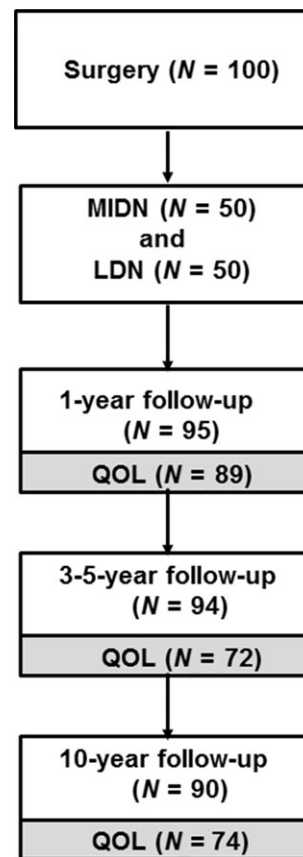 Surgery (N = 100)
MIDN (N = 50)
and
LDN (N = 50)
1-year follow-up
(N = 95)
QOL (N = 89)
3-5-year follow-up
(N = 94)
QOL (N = 72)
10-year follow-up
(N = 90)
QOL (N = 74)